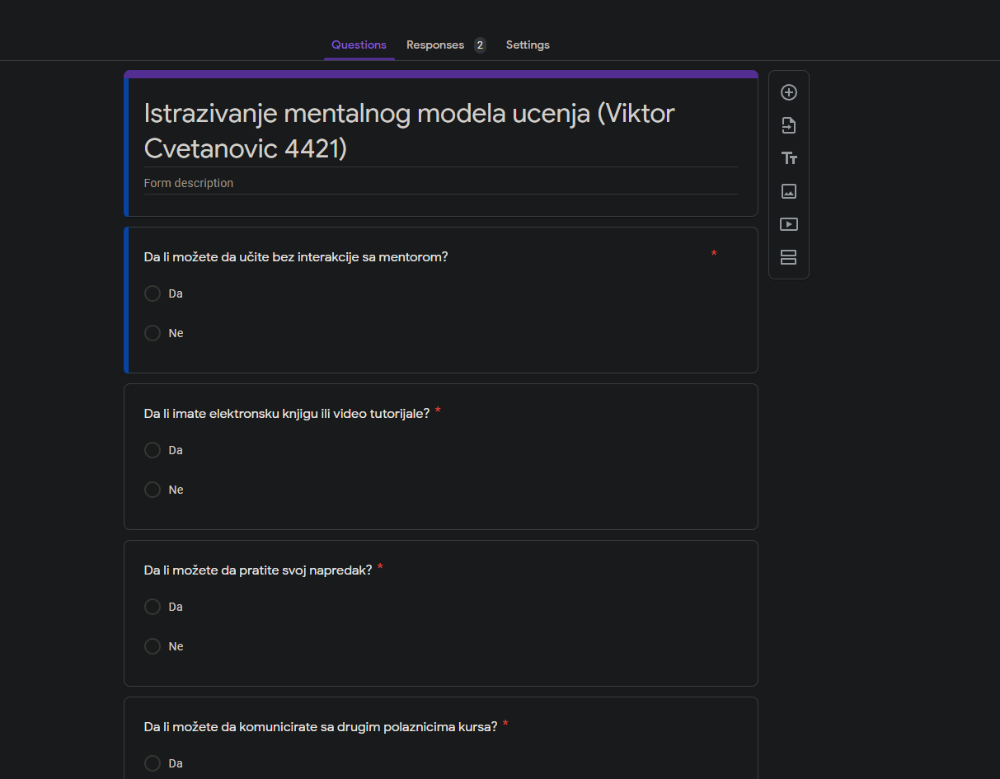 Questions
Responses 2
Settings
Istrazivanje mentalnog modela ucenja (Viktor
Cvetanovic 4421)
Form description
Da li možete da učite bez interakcije sa mentorom? *
Da
Ne
Da li imate elektronsku knjigu ili video tutorijale? *
Da
Ne
Da li možete da pratite svoj napredak? *
Da
Ne
Da li možete da komunicirate sa drugim polaznicima kursa? *
Da